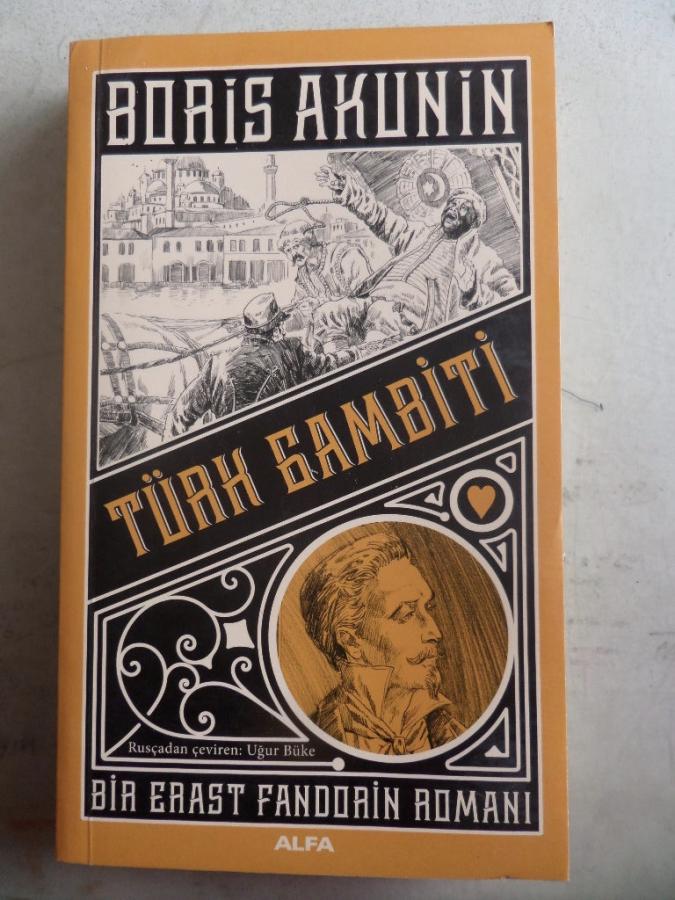 BORİS AKUNİN
TÜRK GAMBİTİ
Rusçadan çeviren: Uğur Büke
BİR ERAST FANDORİN ROMANI
ALFA